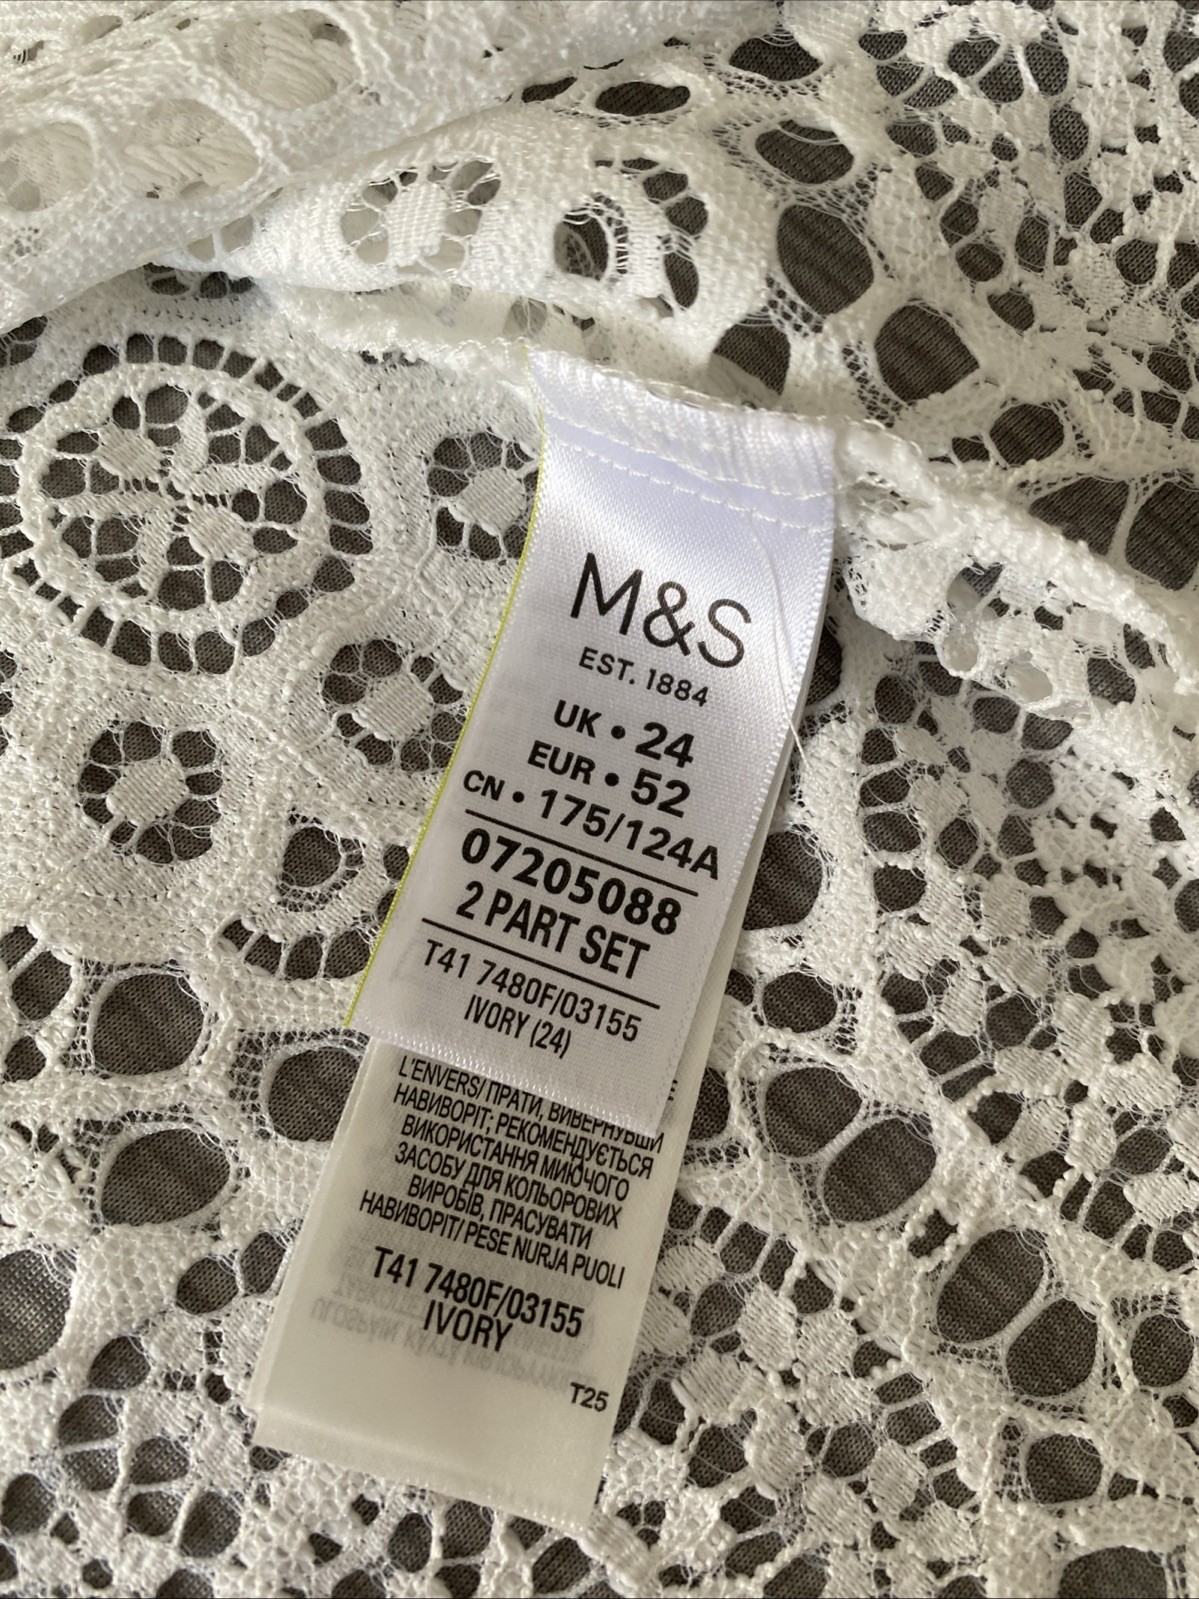 M&S
EST. 1884
UK • 24
EUR • 52
CN • 175/124A
07205088
2 PART SET
T41 7480F/03155
IVORY (24)
L'ENVERS/ ПРАТИ, ВИВЕРНУВШИ
НАВИВОРІТ; РЕКОМЕНДУЄТЬСЯ
ВИКОРИСТАННЯ МИЮЧОГО
ЗАСОБУ ДЛЯ КОЛЬОРОВИХ
ВИРОБІВ, ПРАСУВАТИ
НАВИВОРІТ/ PESE NURJA PUOLI
T41 7480F/03155
IVORY
T25